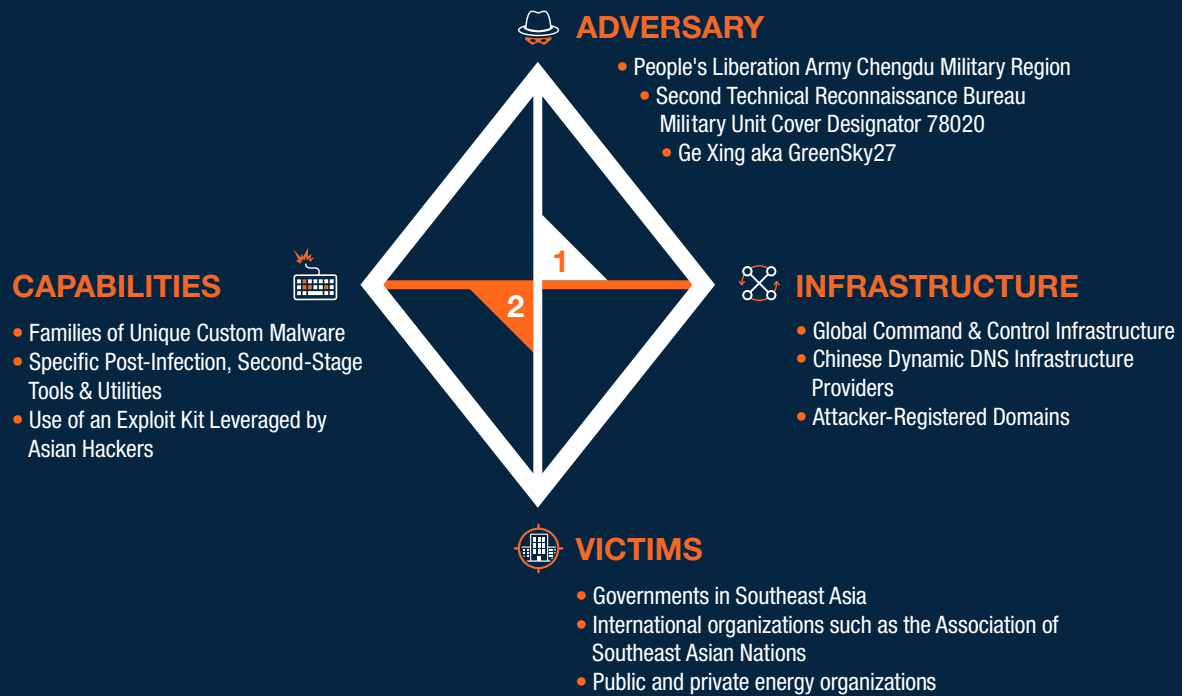 ADVERSARY
• People's Liberation Army Chengdu Military Region
• Second Technical Reconnaissance Bureau
Military Unit Cover Designator 78020
• Ge Xing aka GreenSky27
1
2
CAPABILITIES
• Families of Unique Custom Malware
• Specific Post-Infection, Second-Stage
Tools & Utilities
• Use of an Exploit Kit Leveraged by
Asian Hackers
INFRASTRUCTURE
• Global Command & Control Infrastructure
• Chinese Dynamic DNS Infrastructure
Providers
• Attacker-Registered Domains
VICTIMS
• Governments in Southeast Asia
• International organizations such as the Association of
Southeast Asian Nations
• Public and private energy organizations